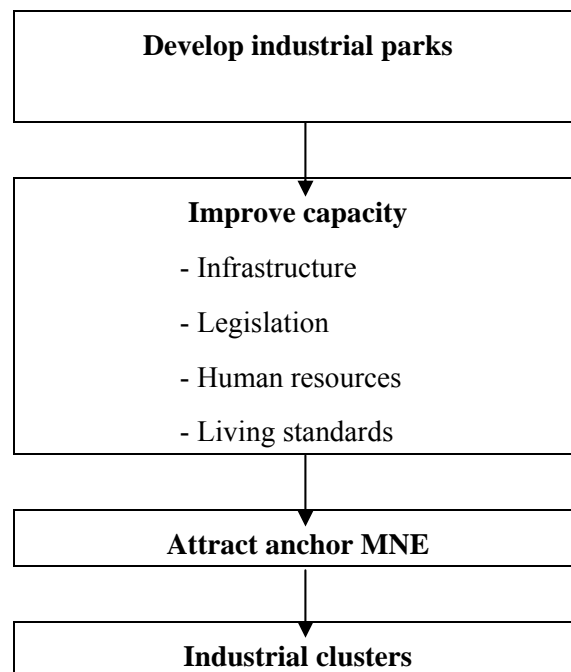 Develop industrial parks
Improve capacity
- Infrastructure
- Legislation
- Human resources
- Living standards
Attract anchor MNE
Industrial clusters